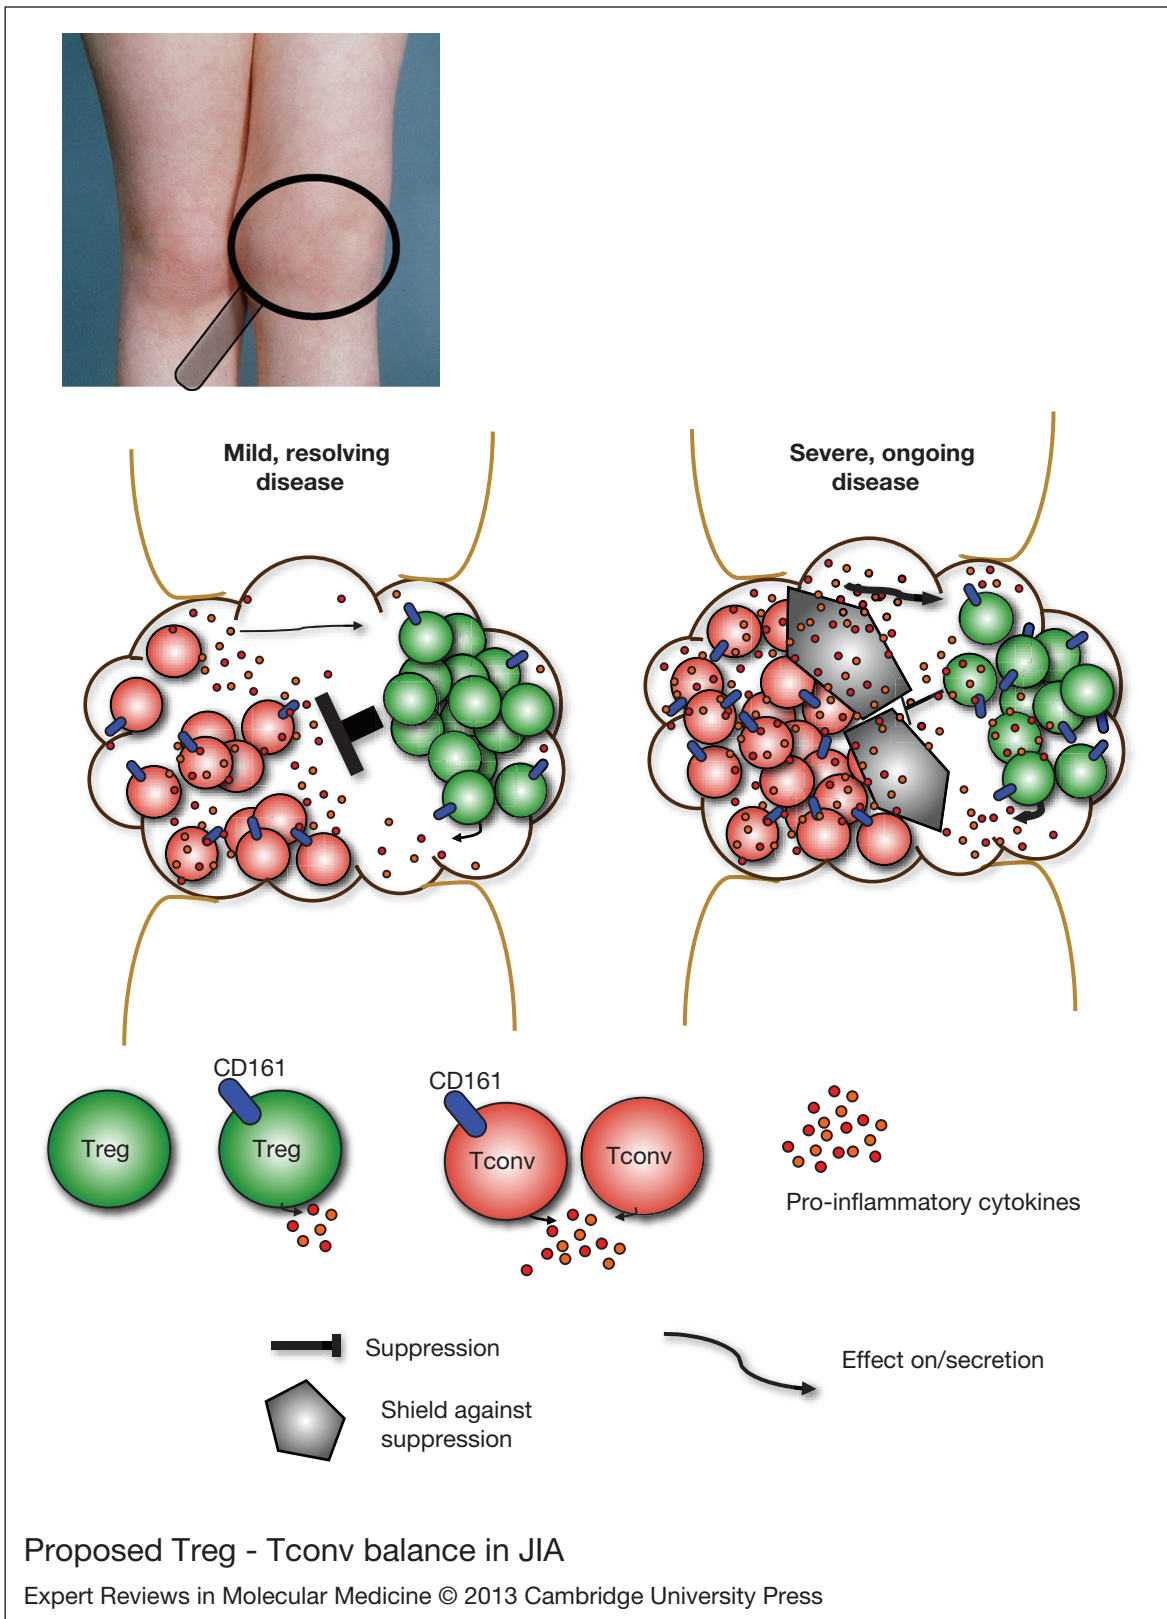 Mild, resolving
disease
Severe, ongoing
disease
CD161
CD161
Treg
Treg
Tconv
Tconv
Pro-inflammatory cytokines
Suppression
Effect on/secretion
Shield against
suppression
Proposed Treg - Tconv balance in JIA
Expert Reviews in Molecular Medicine © 2013 Cambridge University Press